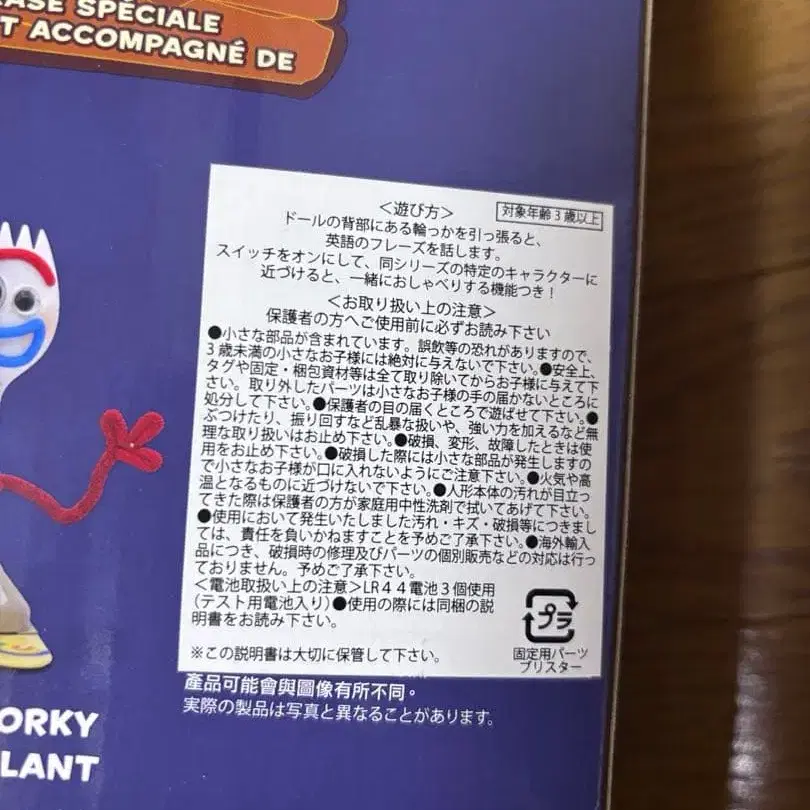 RASE SPÉCIALE
T ACCOMPAGNÉ DE
＜遊び方＞
対象年齢３歳以上
ドールの背部にある輪っかを引っ張ると、
英語のフレーズを話します。
スイッチをオンにして、同シリーズの特定のキャラクターに
近づけると、一緒におしゃべりする機能つき！
＜お取り扱い上の注意＞
保護者の方へご使用前に必ずお読み下さい
●小さな部品が含まれています。誤飲等の恐れがありますので、
３歳未満の小さなお子様には絶対に与えないで下さい。●安全上、
タグや固定・梱包資材等は全て取り除いてからお子様に与えて下
さい。取り外したパーツは小さなお子様の手の届かないところに
処分して下さい。●保護者の目の届くところで遊ばせて下さい。●
ぶつけたり、振り回すなど乱暴な扱いや、強い力を加えるなど無
理な取り扱いはお止め下さい。●破損、変形、故障したときは使
用をお止め下さい。●破損した際には小さな部品が発生しますの
で小さなお子様が口に入れないようにご注意下さい。●火気や高
温となるものに近づけないで下さい。●人形本体の汚れが目立っ
てきた際は保護者の方が家庭用中性洗剤で拭いてあげて下さい。
●使用において発生いたしました汚れ・キズ・破損等につきまし
ては、責任を負いかねますことを予めご了承下さい。●海外輸入
品につき、破損時の修理及びパーツの個別販売などの対応は行っ
ておりません。予めご了承下さい。
＜電池取扱い上の注意＞LR４４電池３個使用
（テスト用電池入り）●使用の際には同梱の説
明書をお読み下さい。
※この説明書は大切に保管して下さい。
プラ
固定用パーツ
ブリスター
產品可能會與圖像有所不同。
実際の製品は写真と異なることがあります。
ORKY
LANT